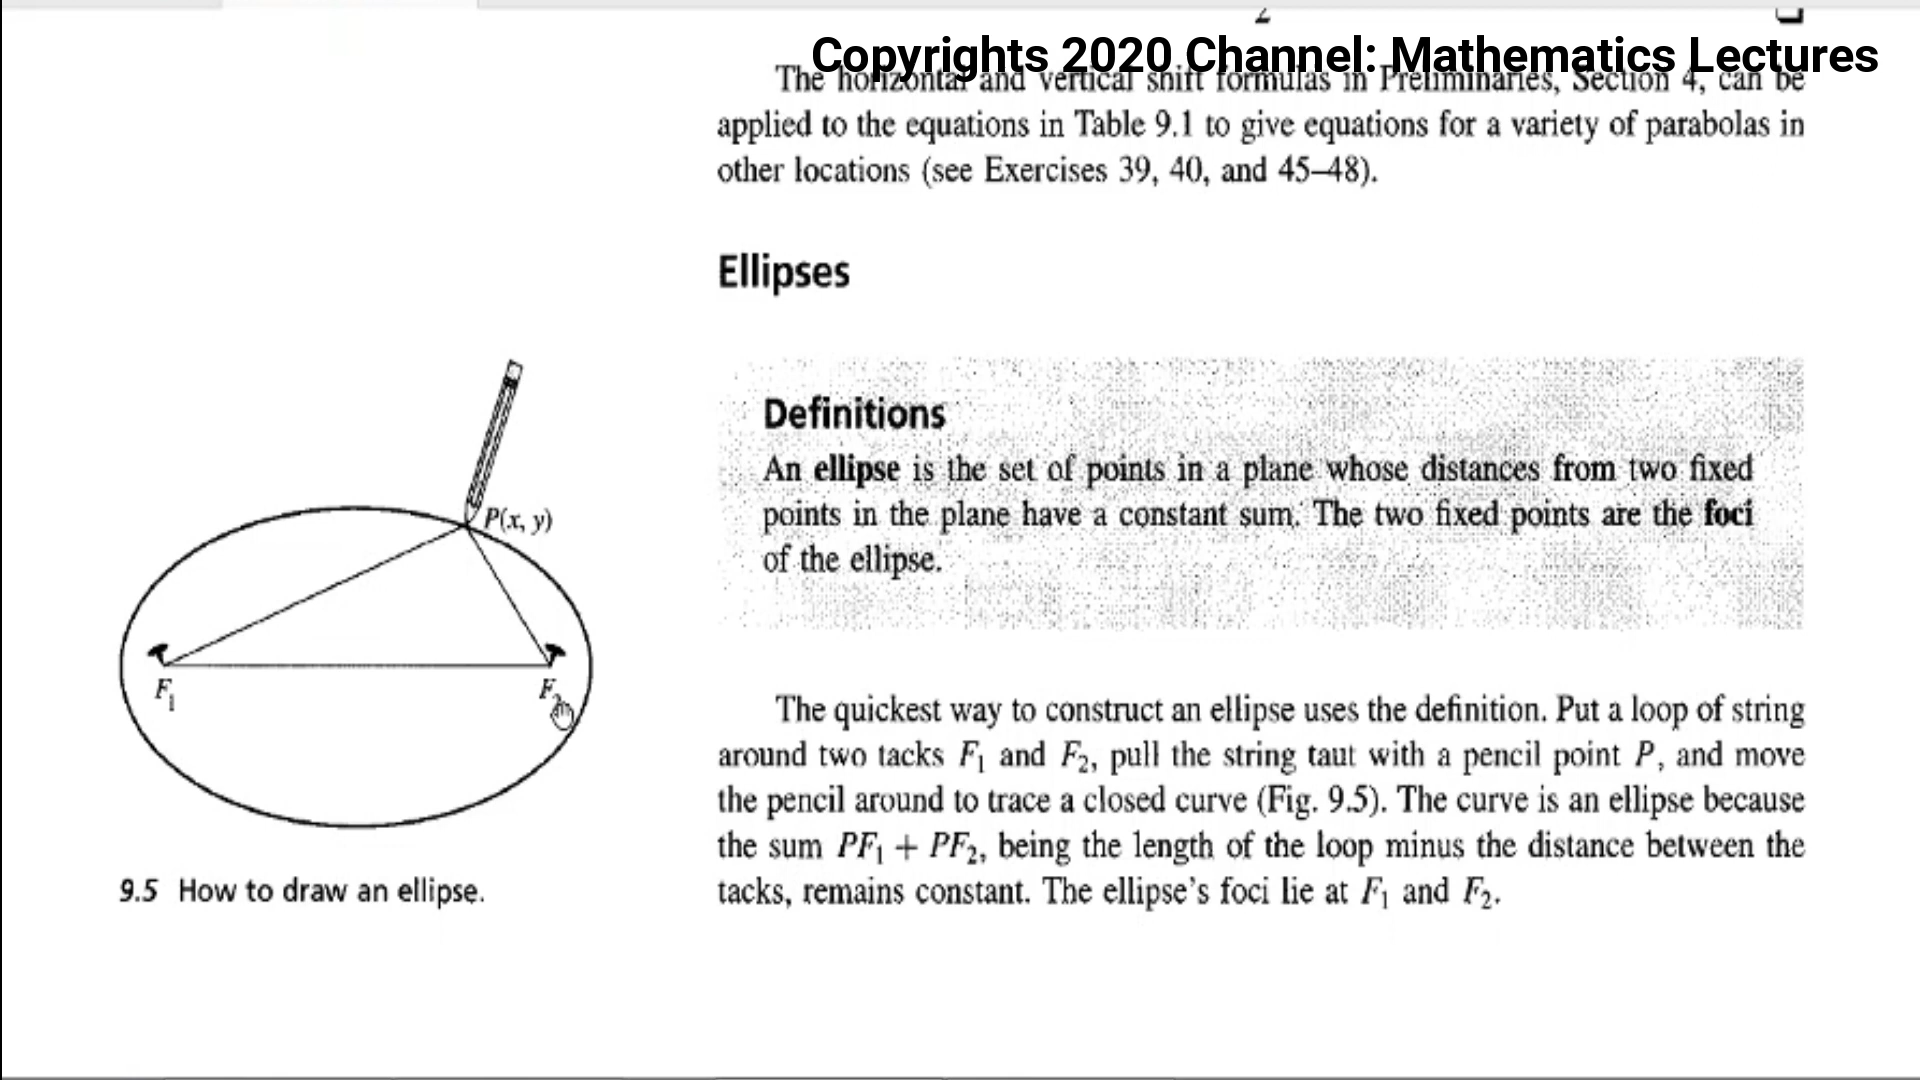 Copyrights 2020 Channel: Mathematics Lectures
The horizontal and vertical shift formulas in Preliminaries, Section 4, can be
applied to the equations in Table 9.1 to give equations for a variety of parabolas in
other locations (see Exercises 39, 40, and 45–48).
Ellipses
Definitions
An ellipse is the set of points in a plane whose distances from two fixed
points in the plane have a constant sum. The two fixed points are the foci
of the ellipse.
P(x, y)
F₁
F₂
The quickest way to construct an ellipse uses the definition. Put a loop of string
around two tacks F₁ and F₂, pull the string taut with a pencil point P, and move
the pencil around to trace a closed curve (Fig. 9.5). The curve is an ellipse because
the sum PF₁ + PF₂, being the length of the loop minus the distance between the
tacks, remains constant. The ellipse’s foci lie at F₁ and F₂.
9.5 How to draw an ellipse.